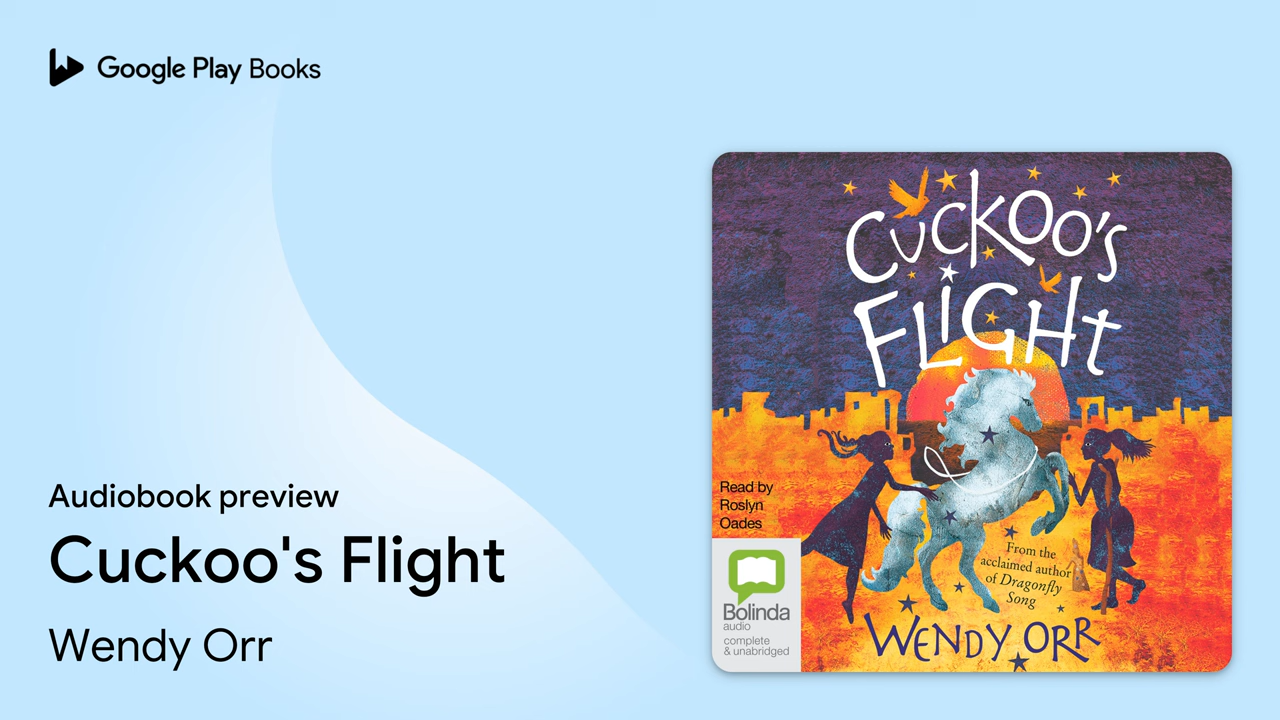 Google Play Books
Audiobook preview
Cuckoo's Flight
Wendy Orr
CUCKOO'S
FLIGHt
Read by
Roslyn
Oades
From the
acclaimed author
of Dragonfly
Song
Bolinda
audio
complete
& unabridged
WENDY ORR